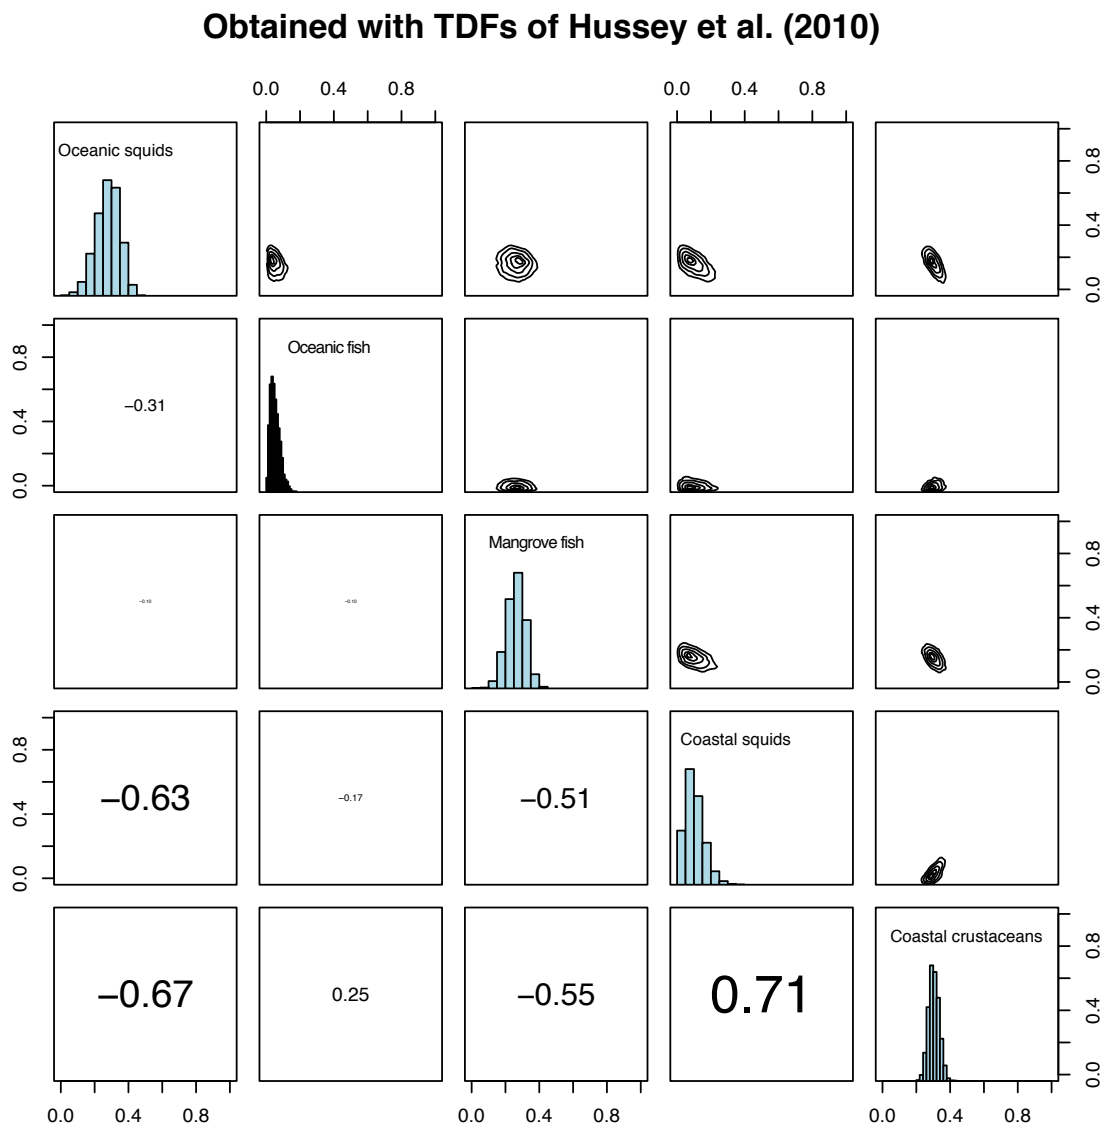 Obtained with TDFs of Hussey et al. (2010)
0.0 0.4 0.8 0.0 0.4 0.8
Oceanic squids
0.0 0.4 0.8
0.0 0.4 0.8
−0.31
Oceanic fish
−0.10
−0.10
Mangrove fish
0.0 0.4 0.8
0.0 0.4 0.8
−0.63
−0.17
−0.51
Coastal squids
−0.67
0.25
−0.55
0.71
Coastal crustaceans
0.0 0.4 0.8
0.0 0.4 0.8 0.0 0.4 0.8 0.0 0.4 0.8